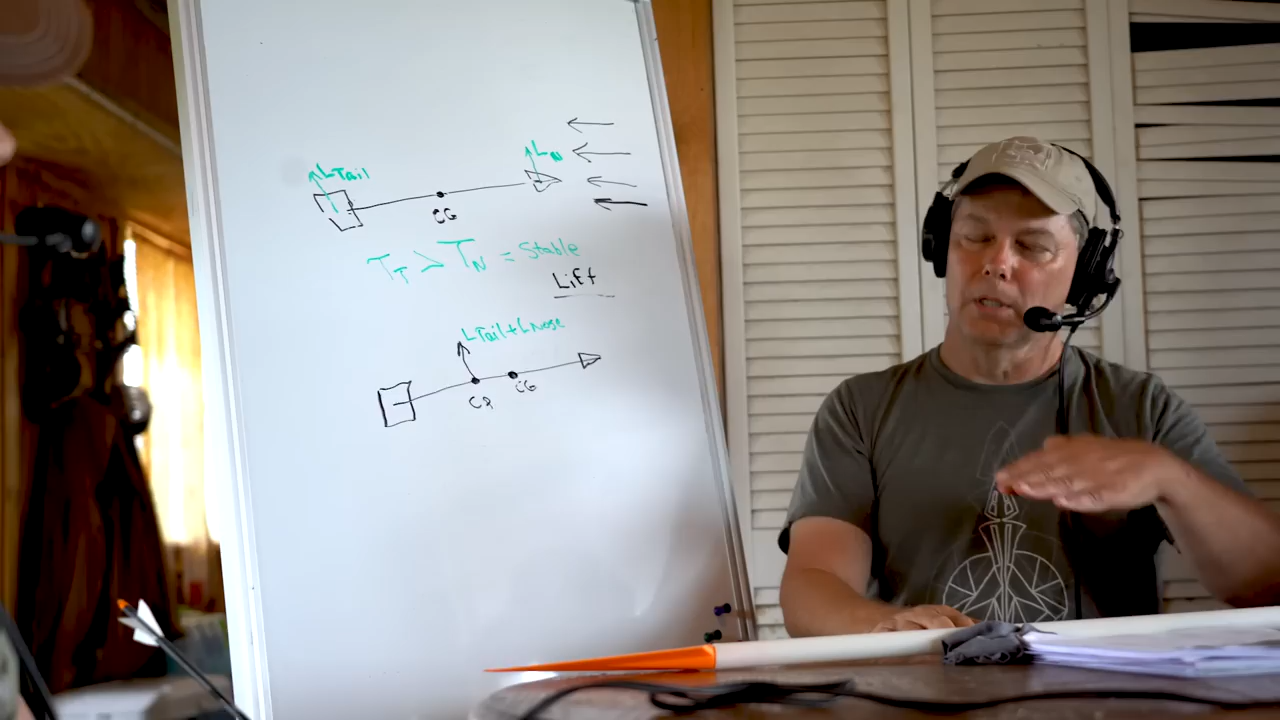 LTail
LN
CG
TT > TN = Stable
Lift
LTail+LNose
CP
CG